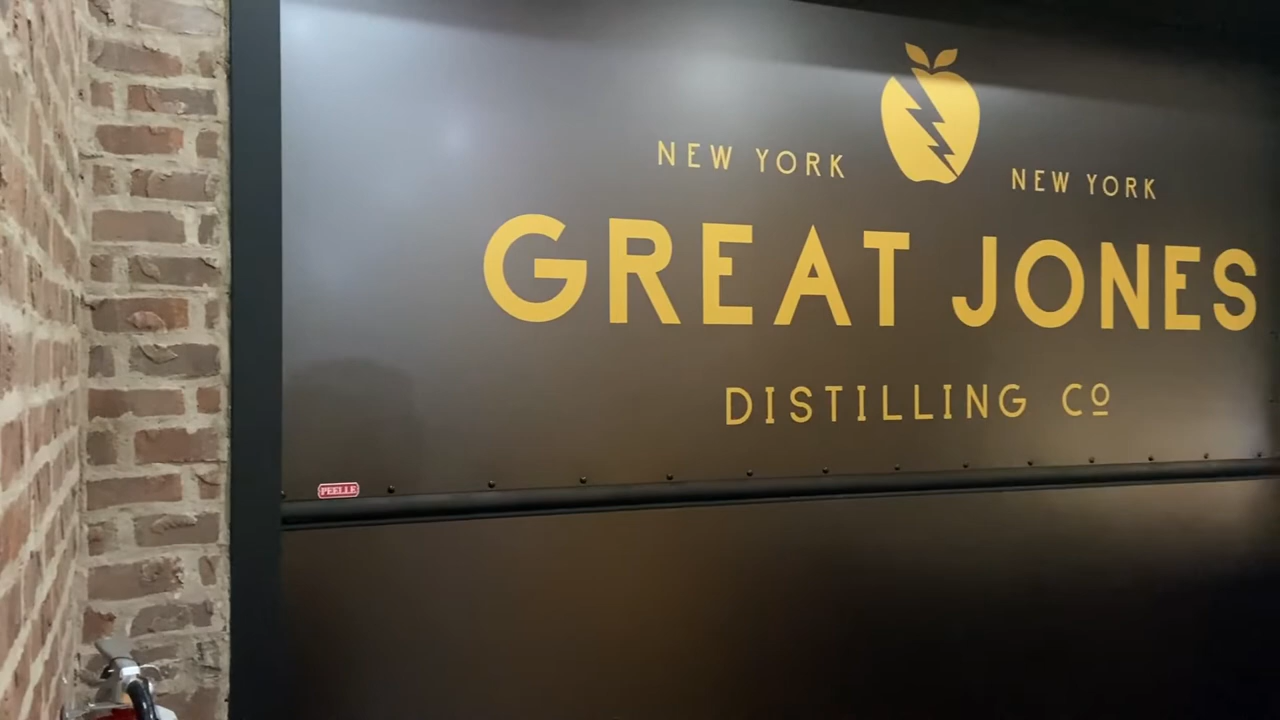 NEW YORK NEW YORK
GREAT JONES
DISTILLING Co
PEELLE